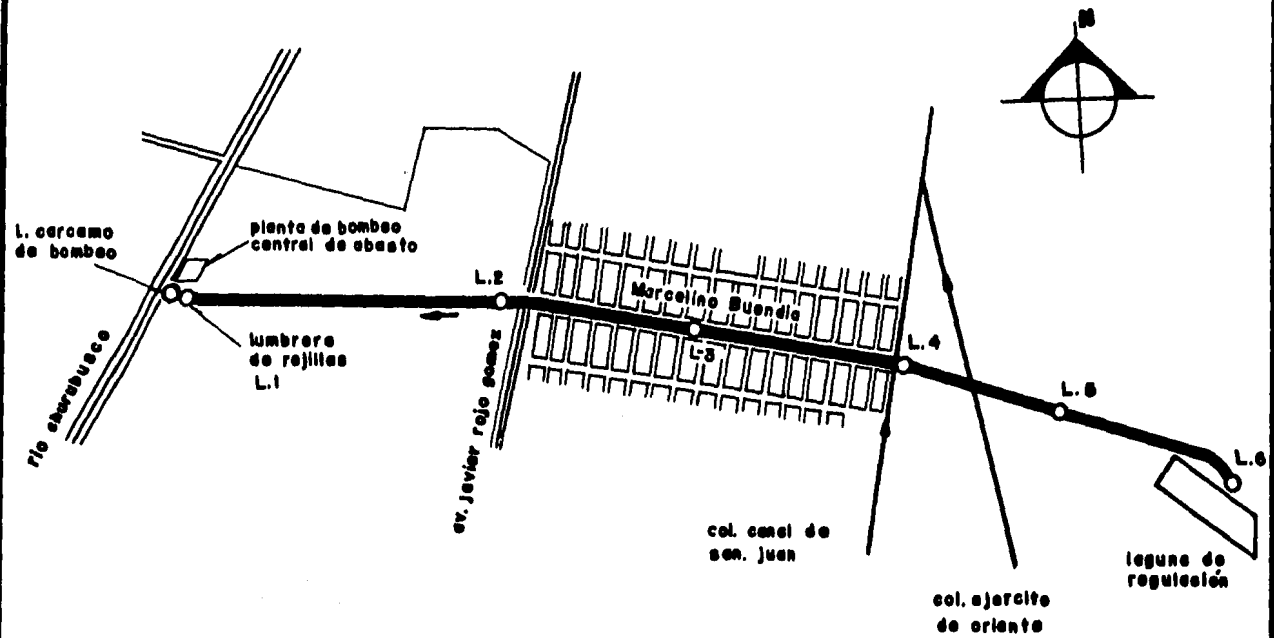 N
L. carcamo
de bombeo
planta de bombeo
central de abasto
L.2
Marcelino Buendia
lumbrera
de rejillas
L.1
L-3
L.4
L.5
L.6
rio churubusco
av. javier rojo gomez
col. canal de
san. juan
laguna de
regulación
col. ejercito
de oriente